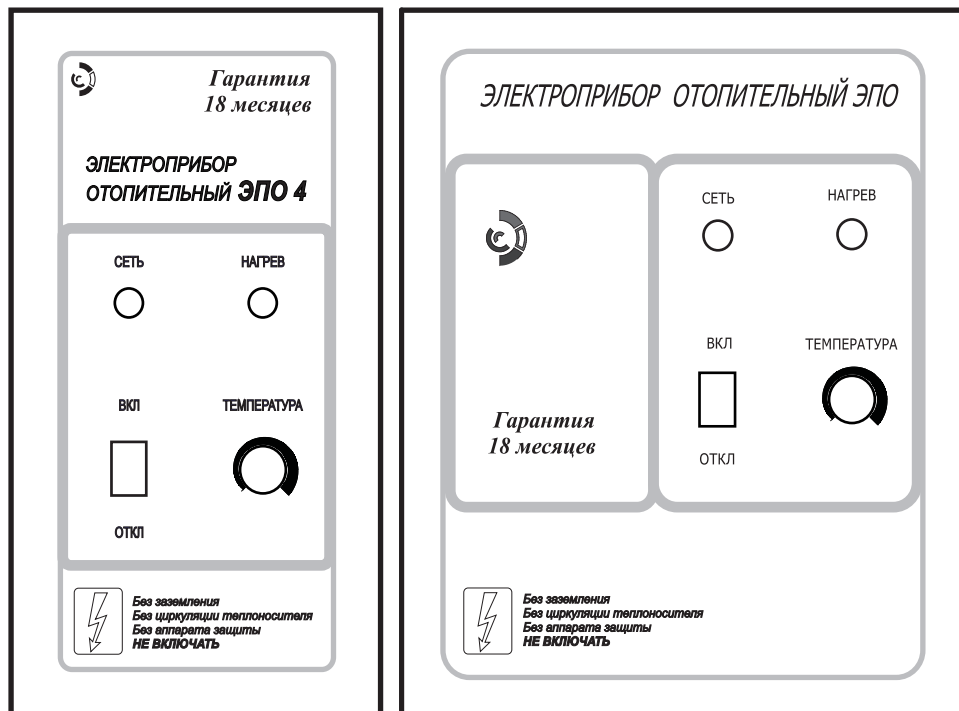 Гарантия
18 месяцев
ЭЛЕКТРОПРИБОР
ОТОПИТЕЛЬНЫЙ ЭПО 4
СЕТЬ НАГРЕВ
ВКЛ ТЕМПЕРАТУРА
ОТКЛ
Без заземления
Без циркуляции теплоносителя
Без аппарата защиты
НЕ ВКЛЮЧАТЬ
ЭЛЕКТРОПРИБОР ОТОПИТЕЛЬНЫЙ ЭПО
Гарантия
18 месяцев
СЕТЬ НАГРЕВ
ВКЛ ТЕМПЕРАТУРА
ОТКЛ
Без заземления
Без циркуляции теплоносителя
Без аппарата защиты
НЕ ВКЛЮЧАТЬ